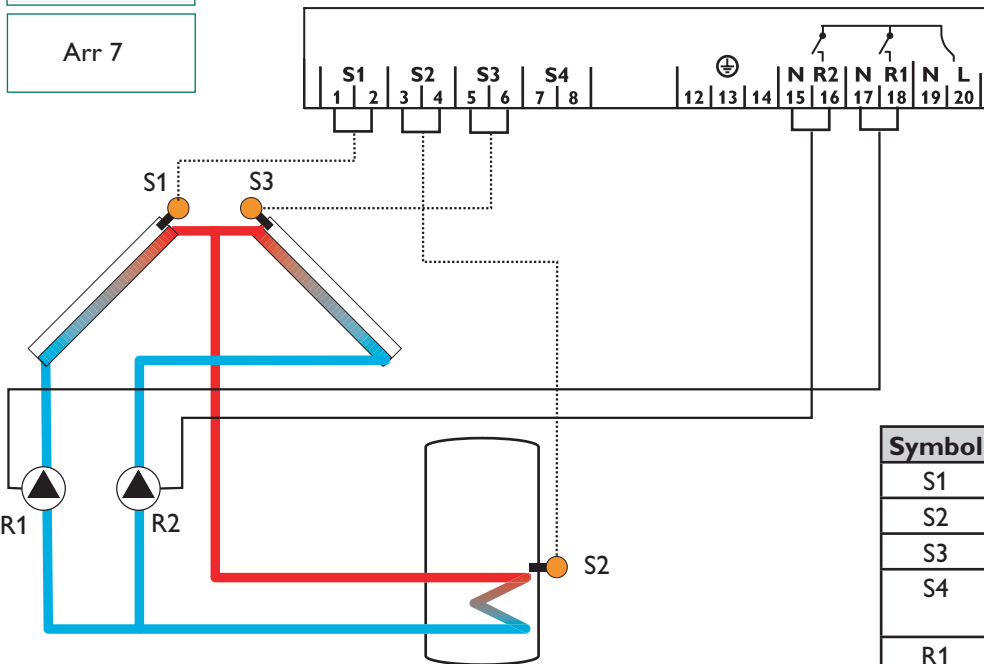 Arr 7
S1 S2 S3 S4 N R2 N R1 N L
1 2 3 4 5 6 7 8 12 13 14 15 16 17 18 19 20
S1 S3
R1 R2
S2
Symbol
S1
S2
S3
S4
R1